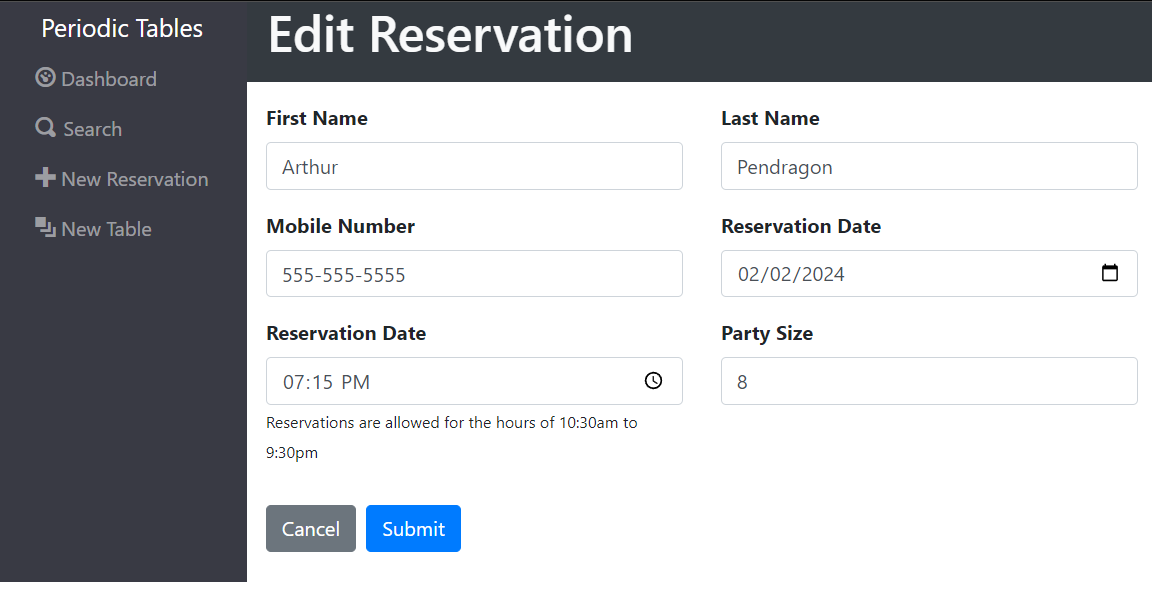 Periodic Tables
Dashboard
Search
New Reservation
New Table
Edit Reservation
First Name
Last Name
Arthur
Pendragon
Mobile Number
Reservation Date
555-555-5555
02/02/2024
Reservation Date
Party Size
07:15 PM
8
Reservations are allowed for the hours of 10:30am to
9:30pm
Cancel
Submit